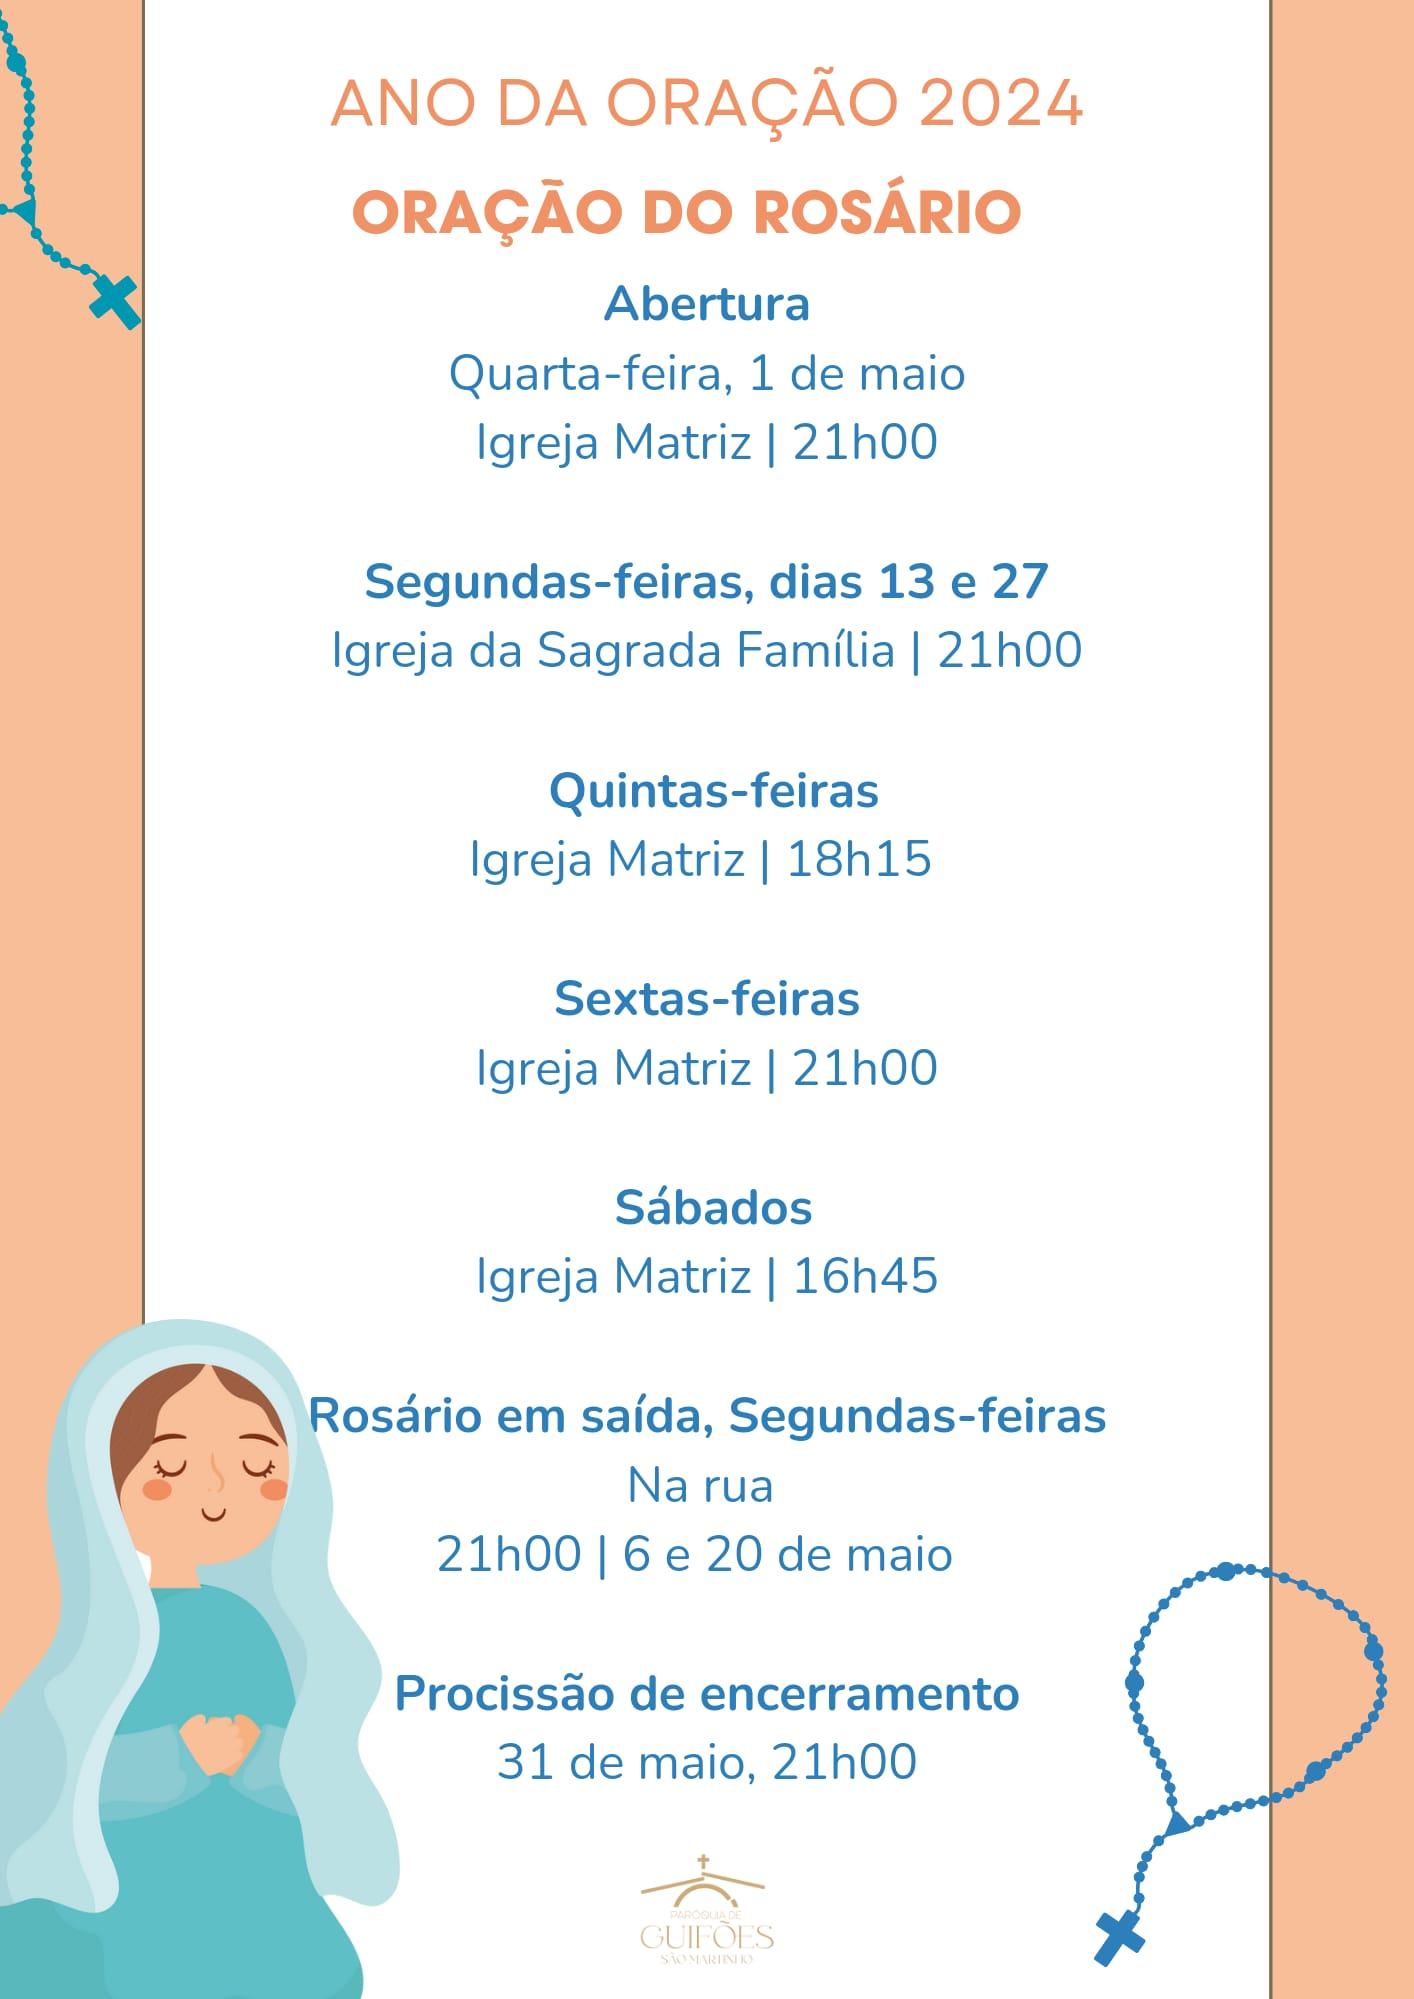 ANO DA ORAÇÃO 2024
ORAÇÃO DO ROSÁRIO
Abertura
Quarta-feira, 1 de maio
Igreja Matriz | 21h00
Segundas-feiras, dias 13 e 27
Igreja da Sagrada Família | 21h00
Quintas-feiras
Igreja Matriz | 18h15
Sextas-feiras
Igreja Matriz | 21h00
Sábados
Igreja Matriz | 16h45
Rosário em saída, Segundas-feiras
Na rua
21h00 | 6 e 20 de maio
Procissão de encerramento
31 de maio, 21h00
PARÓQUIA DE
GUIFÕES
SÃO MARTINHO